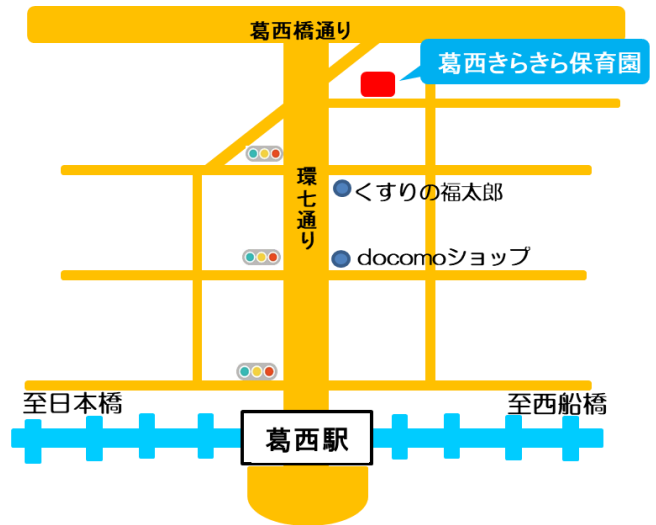 葛西橋通り
葛西きらきら保育園
環七通り
くすりの福太郎
docomoショップ
至日本橋
至西船橋
葛西駅